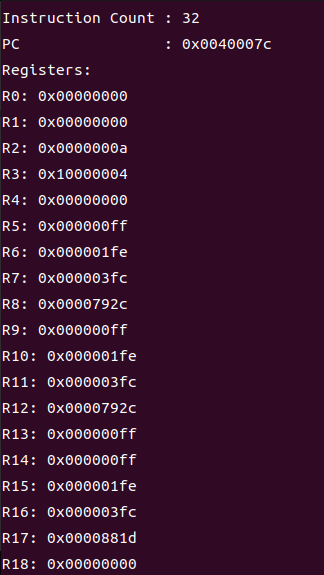 Instruction Count : 32
PC                : 0x0040007c
Registers:
R0: 0x00000000
R1: 0x00000000
R2: 0x0000000a
R3: 0x10000004
R4: 0x00000000
R5: 0x000000ff
R6: 0x000001fe
R7: 0x000003fc
R8: 0x0000792c
R9: 0x000000ff
R10: 0x000001fe
R11: 0x000003fc
R12: 0x0000792c
R13: 0x000000ff
R14: 0x000000ff
R15: 0x000001fe
R16: 0x000003fc
R17: 0x0000881d
R18: 0x00000000